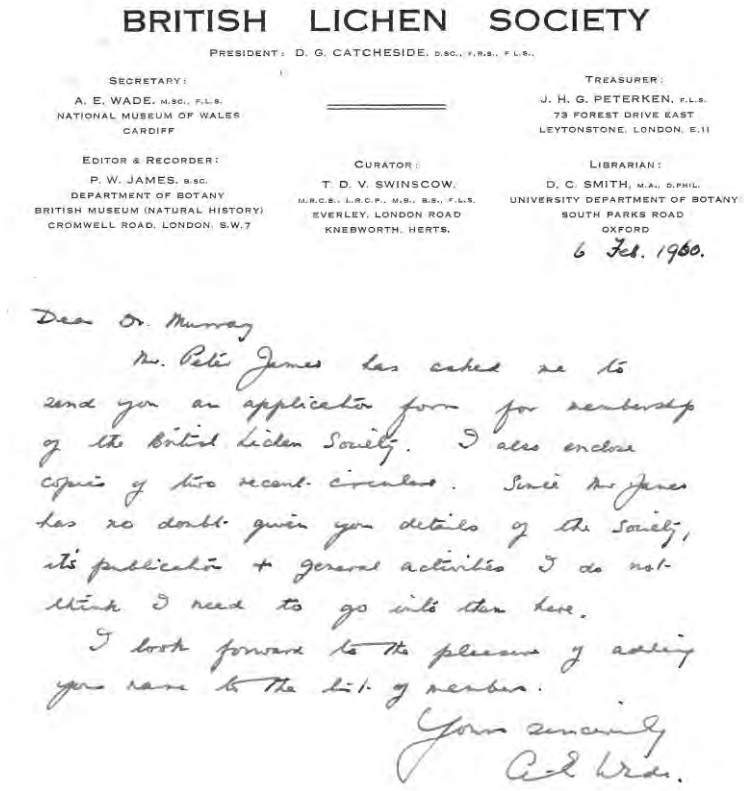 BRITISH LICHEN SOCIETY
PRESIDENT: D. G. CATCHESIDE, D.SC., F.R.S., F.L.S.,
SECRETARY:
A. E. WADE, M.SC., F.L.S.
NATIONAL MUSEUM OF WALES
CARDIFF
TREASURER:
J. H. G. PETERKEN, F.L.S.
73 FOREST DRIVE EAST
LEYTONSTONE, LONDON, E.11
EDITOR & RECORDER:
P. W. JAMES, B.SC.
DEPARTMENT OF BOTANY
BRITISH MUSEUM (NATURAL HISTORY)
CROMWELL ROAD, LONDON, S.W.7
CURATOR:
T. D. V. SWINSCOW,
M.R.C.S., L.R.C.P., M.B., B.S., F.L.S.
EVERLEY, LONDON ROAD
KNEBWORTH, HERTS.
LIBRARIAN:
D. C. SMITH, M.A., D.PHIL.
UNIVERSITY DEPARTMENT OF BOTANY
SOUTH PARKS ROAD
OXFORD
6 Feb. 1960.
Dear Dr. Murray
Mr. Peter James has asked me to
send you an application form for membership
of the British Lichen Society. I also enclose
copies of two recent circulars. Since Mr James
has no doubt given you details of the Society,
it's publication + general activities I do not
think I need to go into them here.
I look forward to the pleasure of adding
your name to the list of members.
Yours sincerely
A E Wade.